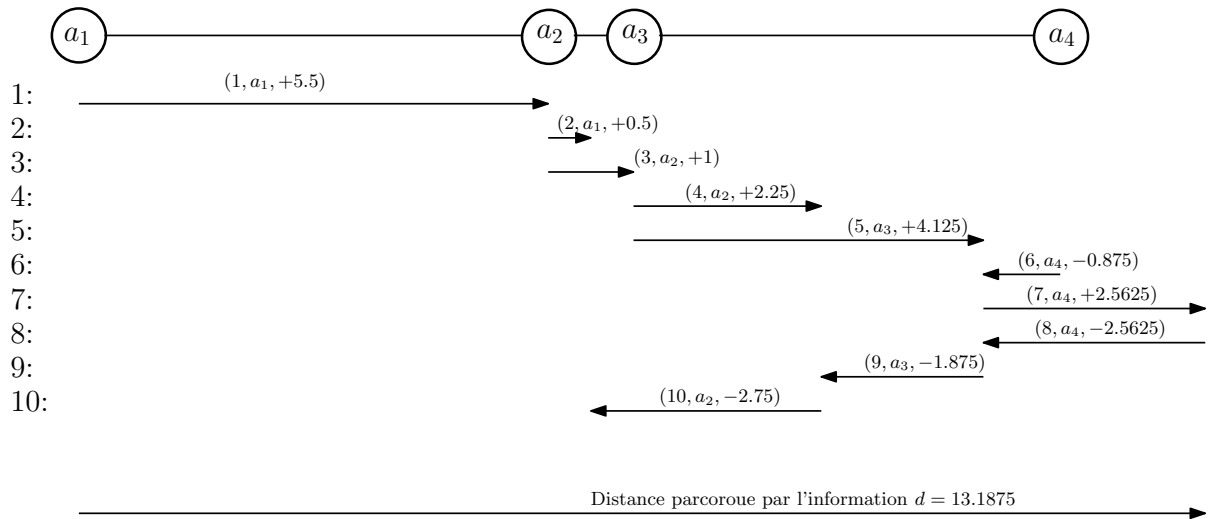 a₁ a₂ a₃ a₄
1: (1, a₁, +5.5)
2: (2, a₁, +0.5)
3: (3, a₂, +1)
4: (4, a₂, +2.25)
5: (5, a₃, +4.125)
6: (6, a₄, −0.875)
7: (7, a₄, +2.5625)
8: (8, a₄, −2.5625)
9: (9, a₃, −1.875)
10: (10, a₂, −2.75)
Distance parcoroue par l'information d = 13.1875